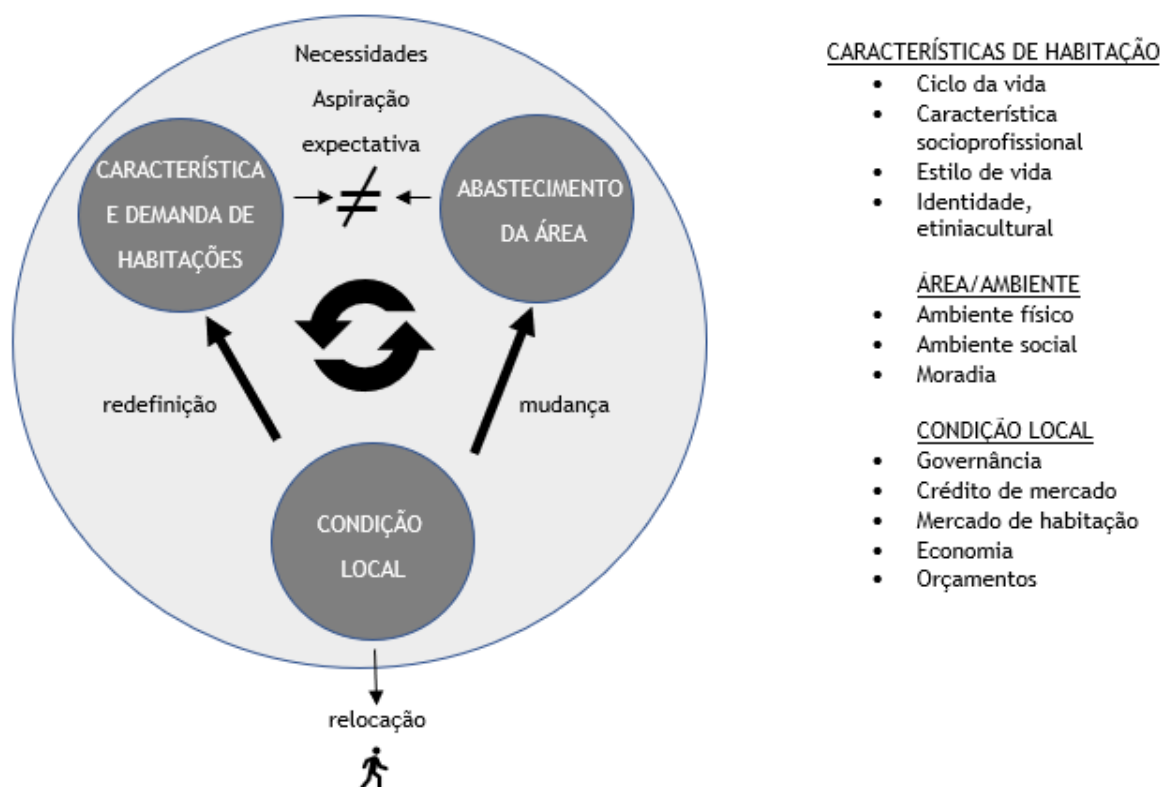 Necessidades
Aspiração
expectativa
CARACTERÍSTICA
E DEMANDA DE
HABITAÇÕES
≠
ABASTECIMENTO
DA ÁREA
redefinição
mudança
CONDIÇÃO
LOCAL
relocação
CARACTERÍSTICAS DE HABITAÇÃO
• Ciclo da vida
• Característica
socioprofissional
• Estilo de vida
• Identidade,
etiniacultural
ÁREA/AMBIENTE
• Ambiente físico
• Ambiente social
• Moradia
CONDIÇÃO LOCAL
• Governância
• Crédito de mercado
• Mercado de habitação
• Economia
• Orçamentos